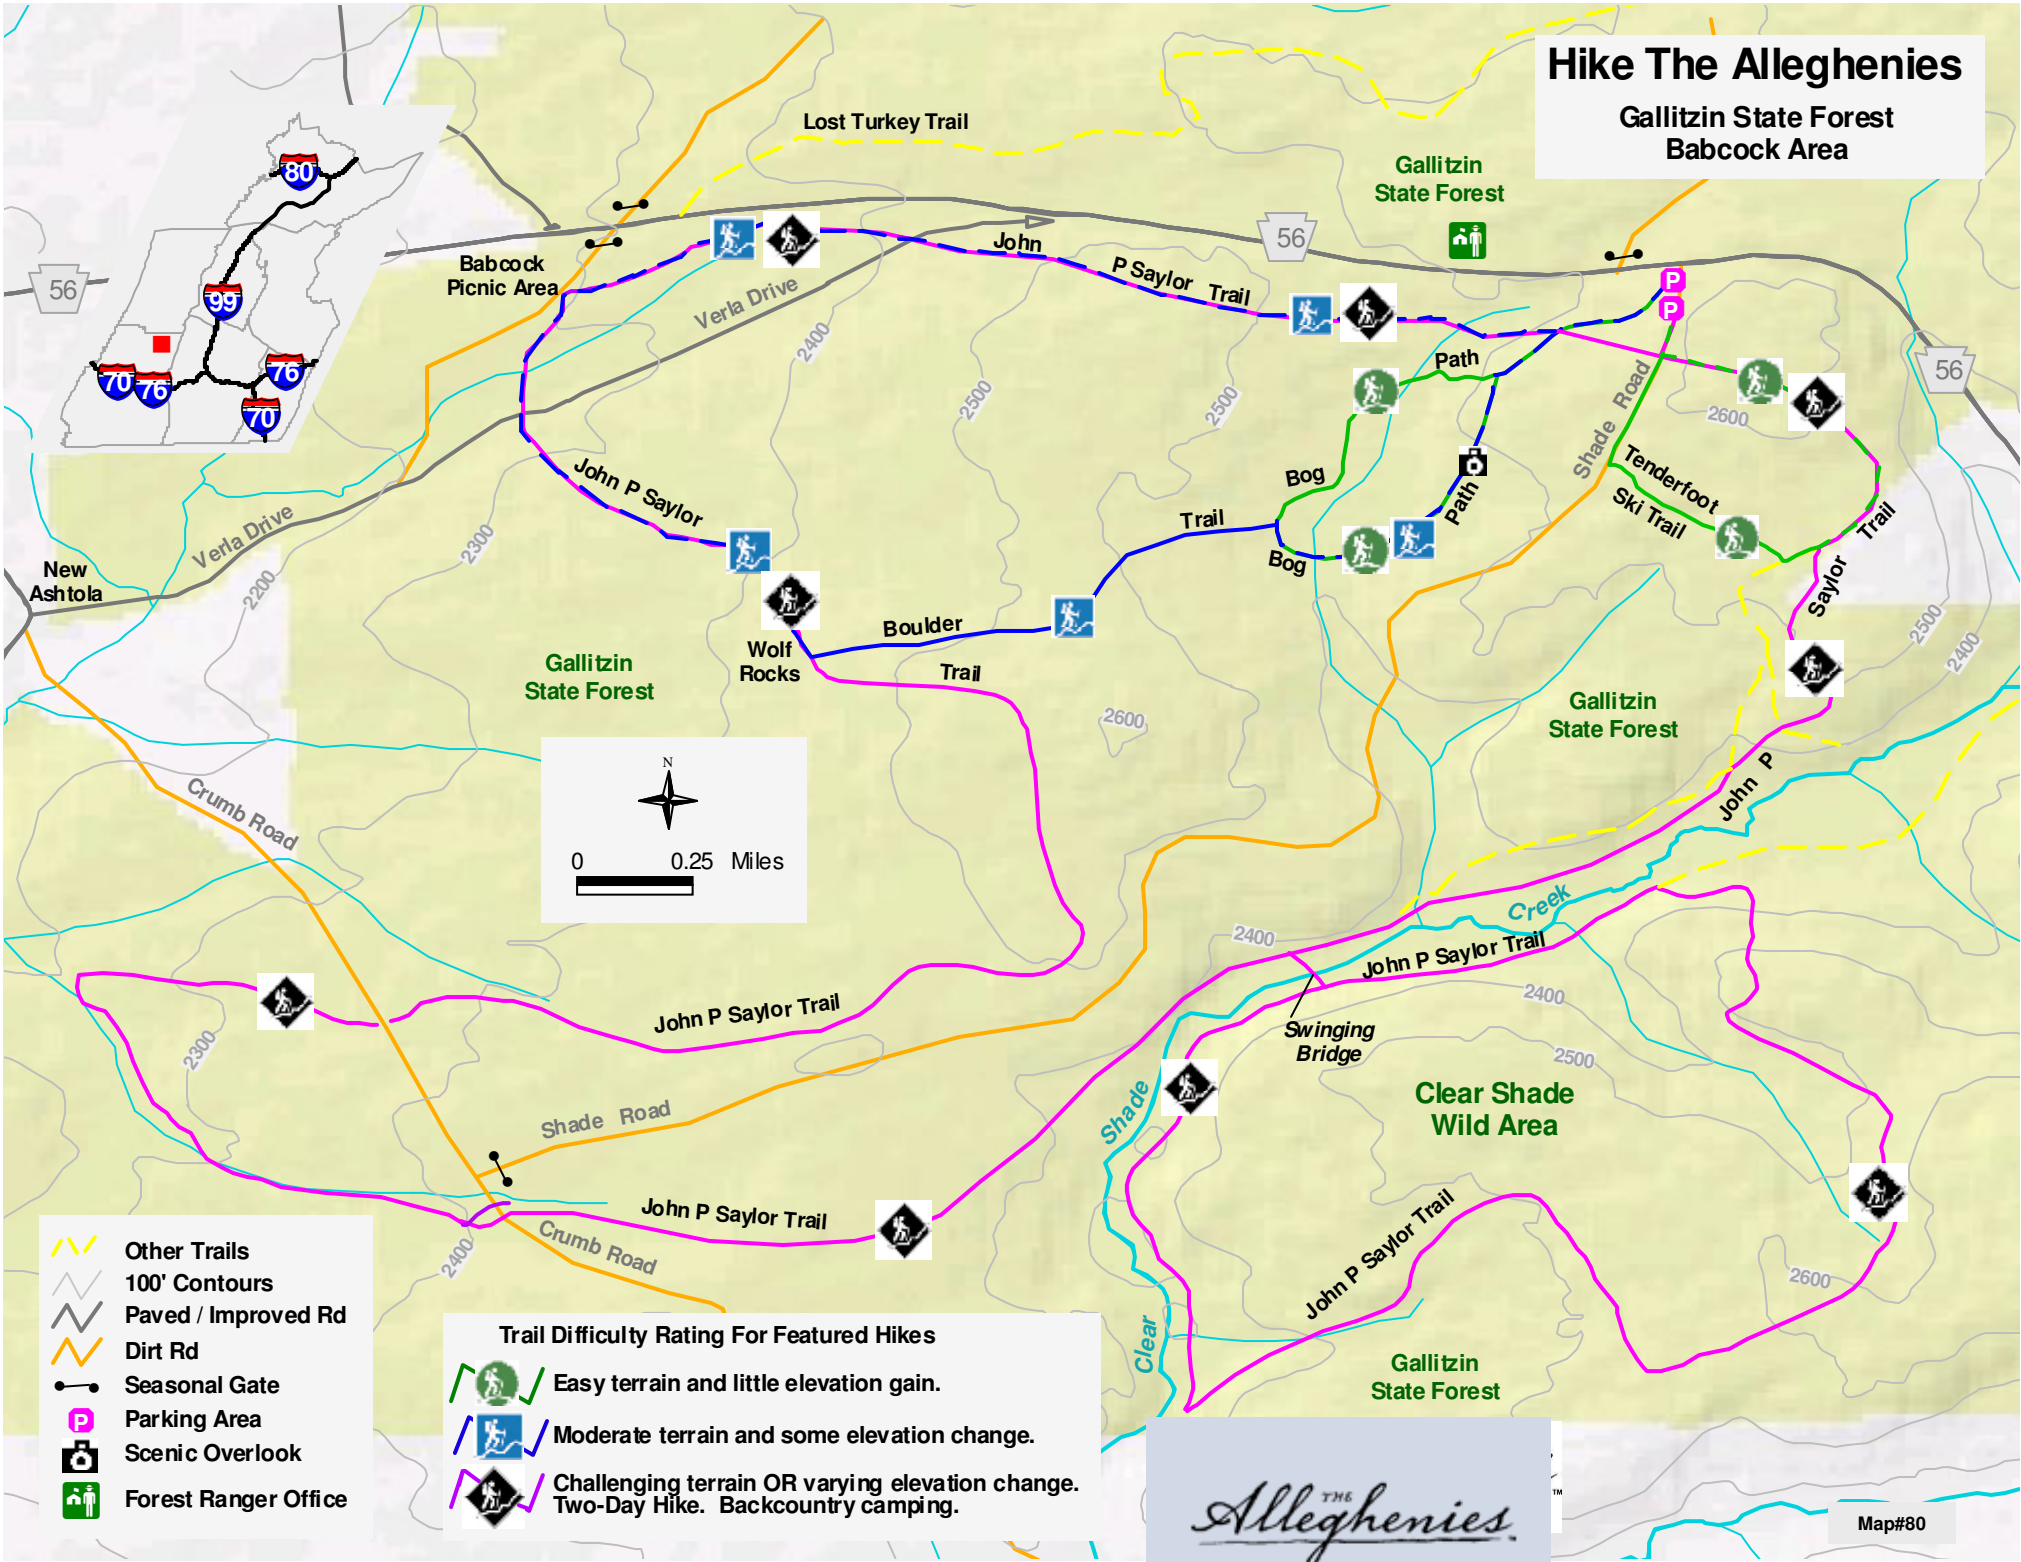 Hike The Alleghenies
Gallitzin State Forest
Babcock Area
Lost Turkey Trail
Gallitzin
State Forest
80
99
70
76
76
70
56
56
56
Babcock
Picnic Area
Verla Drive
John
P Saylor Trail
P
P
2400
2500
2500
2600
Path
Shade Road
Bog
Path
Tenderfoot
Ski Trail
Trail
Bog
Trail
Saylor
John P Saylor
2300
Verla Drive
New
Ashtola
2200
Boulder
Wolf
Rocks
Trail
Gallitzin
State Forest
2600
Gallitzin
State Forest
2500
2400
John P
N
0 0.25 Miles
Crumb Road
Creek
2400
John P Saylor Trail
2400
Swinging
Bridge
2500
John P Saylor Trail
2300
Clear Shade
Wild Area
Shade
Shade Road
John P Saylor Trail
John P Saylor Trail
2400
Crumb Road
2600
Clear
Gallitzin
State Forest
Other Trails
100' Contours
Paved / Improved Rd
Dirt Rd
Seasonal Gate
P Parking Area
Scenic Overlook
Forest Ranger Office
Trail Difficulty Rating For Featured Hikes
Easy terrain and little elevation gain.
Moderate terrain and some elevation change.
Challenging terrain OR varying elevation change.
Two-Day Hike. Backcountry camping.
THE
Alleghenies
TM
Map#80